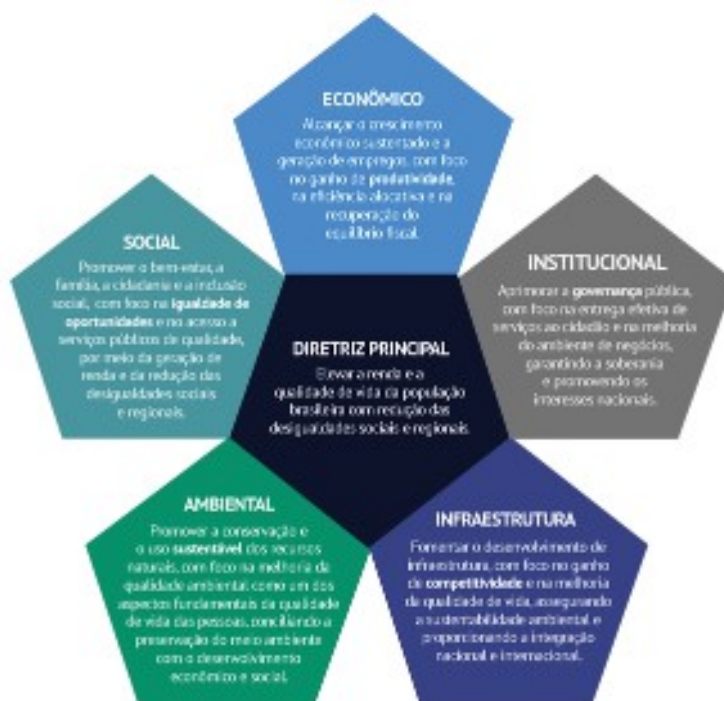 ECONÔMICO
Alcançar o crescimento
econômico sustentado e a
geração de empregos, com foco
no ganho de produtividade,
na eficiência alocativa e na
recuperação do
equilíbrio fiscal.
SOCIAL
Promover o bem-estar, a
família, a cidadania e a inclusão
social, com foco na igualdade de
oportunidades e no acesso a
serviços públicos de qualidade,
por meio da geração de
renda e da redução das
desigualdades sociais
e regionais.
INSTITUCIONAL
Aprimorar a governança pública,
com foco na entrega efetiva de
serviços ao cidadão e na melhoria
do ambiente de negócios,
garantindo a soberania
e promovendo os
interesses nacionais.
DIRETRIZ PRINCIPAL
Elevar a renda e a
qualidade de vida da população
brasileira com redução das
desigualdades sociais e regionais.
AMBIENTAL
Promover a conservação e
o uso sustentável dos recursos
naturais, com foco na melhoria da
qualidade ambiental como um dos
aspectos fundamentais da qualidade
de vida das pessoas, conciliando a
preservação do meio ambiente
com o desenvolvimento
econômico e social.
INFRAESTRUTURA
Fomentar o desenvolvimento de
infraestrutura, com foco no ganho
de competitividade e na melhoria
da qualidade de vida, assegurando
a sustentabilidade ambiental e
proporcionando a integração
nacional e internacional.